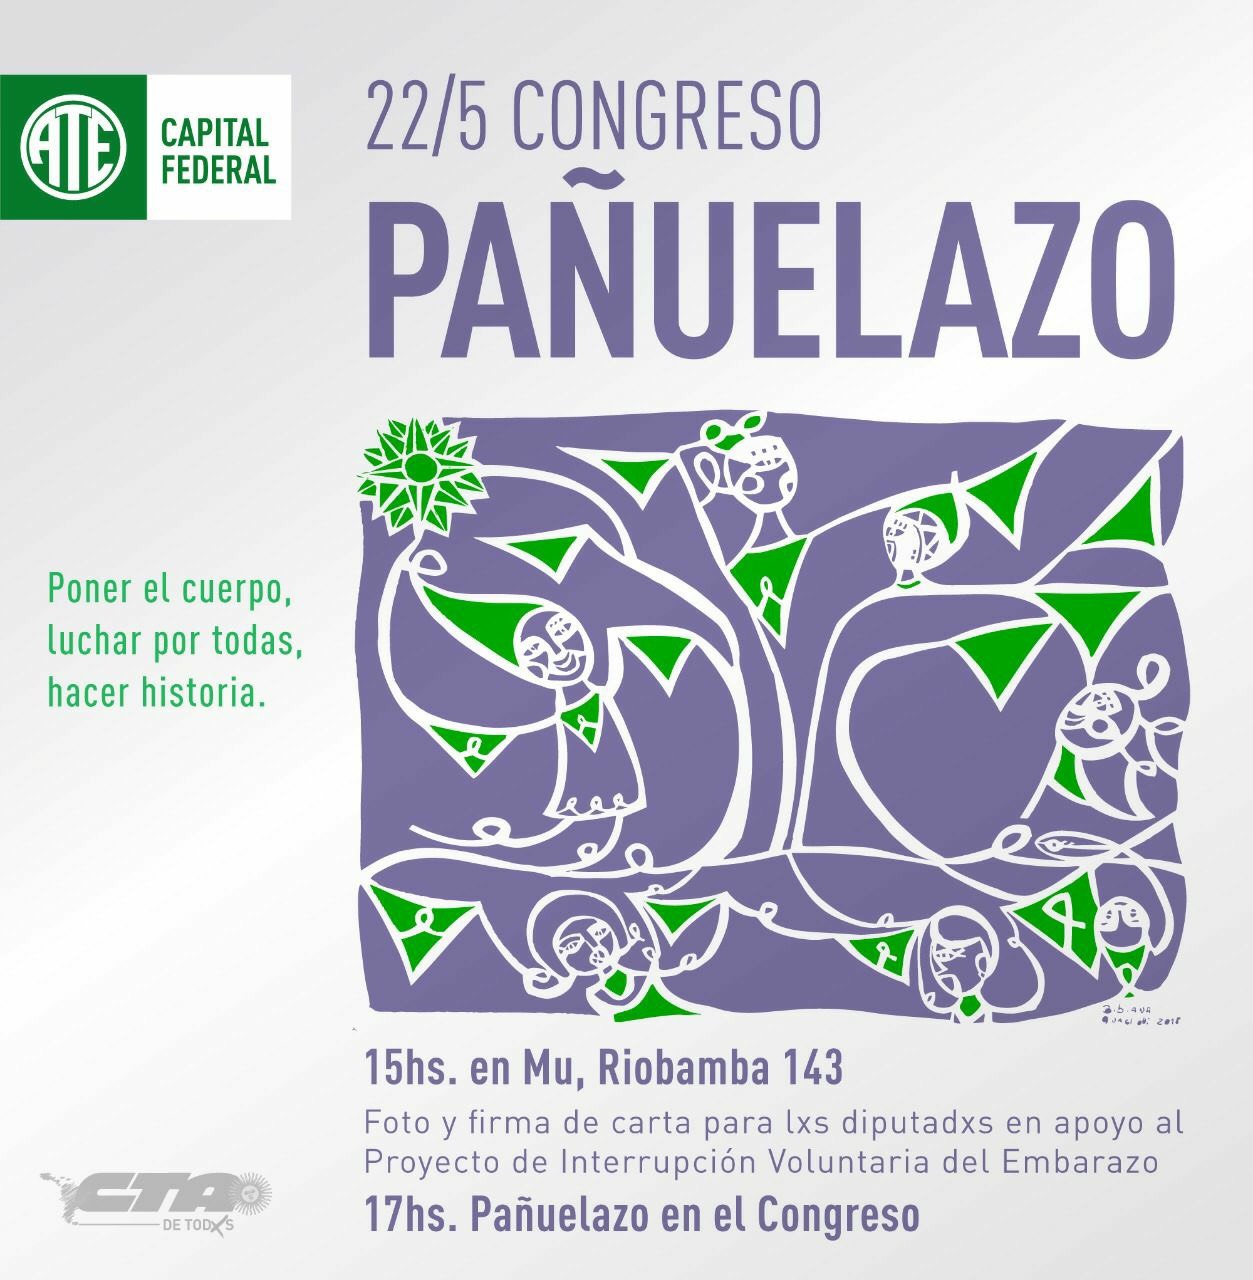 ATE
CAPITAL
FEDERAL
22/5 CONGRESO
PAÑUELAZO
Poner el cuerpo,
luchar por todas,
hacer historia.
2018
15hs. en Mu, Riobamba 143
Foto y firma de carta para lxs diputadxs en apoyo al
Proyecto de Interrupción Voluntaria del Embarazo
17hs. Pañuelazo en el Congreso
CTA
DE TODXS